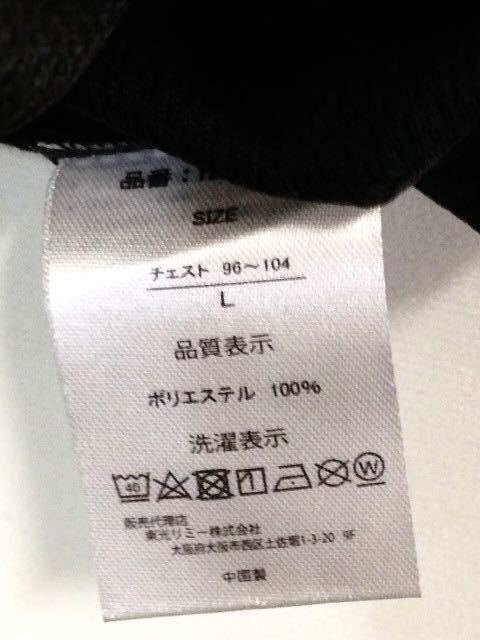 品番：
SIZE
チェスト 96～104
L
品質表示
ポリエステル 100%
洗濯表示
40 W
販売代理店
東光リミー株式会社
大阪府大阪市西区土佐堀1-3-20 9F
中国製